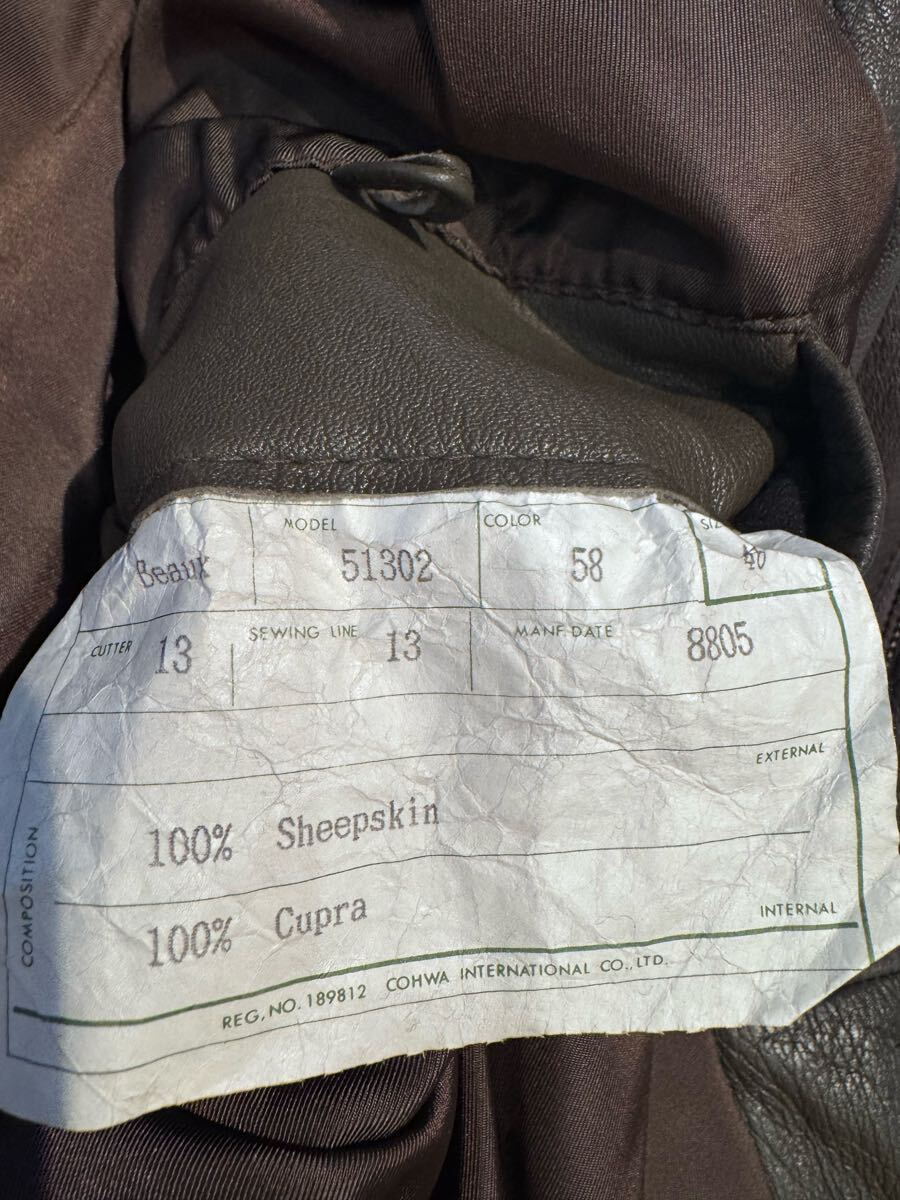 MODEL COLOR
Beaux 51302 58 40
CUTTER 13 SEWING LINE 13 MANF.DATE 8805
EXTERNAL
100% Sheepskin
COMPOSITION
100% Cupra
INTERNAL
REG.NO.189812 COHWA INTERNATIONAL CO.,LTD.